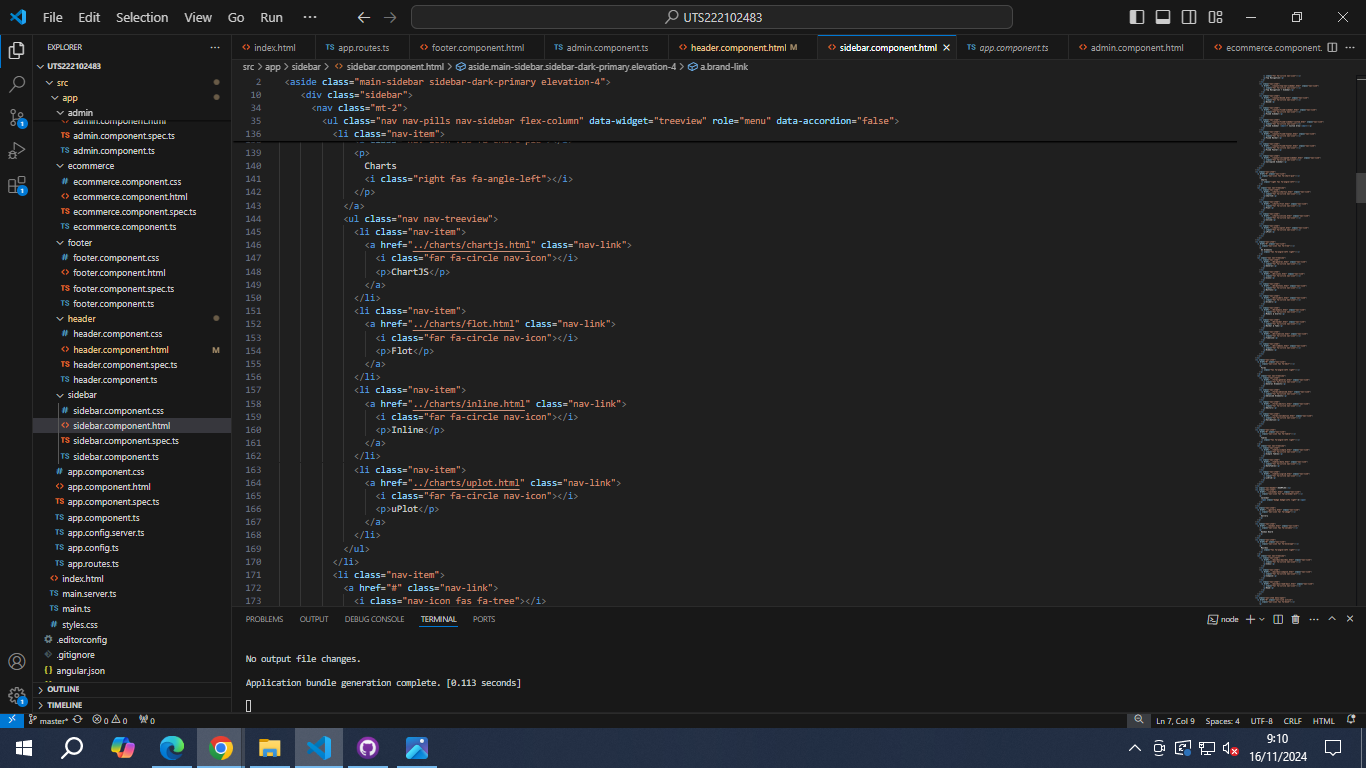 File Edit Selection View Go Run ··· UTS222102483
EXPLORER ···
index.html app.routes.ts footer.component.html admin.component.ts header.component.html M sidebar.component.html app.component.ts admin.component.html ecommerce.component. ···
UTS222102483
src
app
admin
admin.component.html
admin.component.spec.ts
admin.component.ts
ecommerce
ecommerce.component.css
ecommerce.component.html
ecommerce.component.spec.ts
ecommerce.component.ts
footer
footer.component.css
footer.component.html
footer.component.spec.ts
footer.component.ts
header
header.component.css
header.component.html M
header.component.spec.ts
header.component.ts
sidebar
sidebar.component.css
sidebar.component.html
sidebar.component.spec.ts
sidebar.component.ts
app.component.css
app.component.html
app.component.spec.ts
app.component.ts
app.config.server.ts
app.config.ts
app.routes.ts
index.html
main.server.ts
main.ts
styles.css
.editorconfig
.gitignore
angular.json
OUTLINE
TIMELINE
src > app > sidebar > sidebar.component.html > aside.main-sidebar.sidebar-dark-primary.elevation-4 > a.brand-link
2 <aside class="main-sidebar sidebar-dark-primary elevation-4">
10 <div class="sidebar">
34 <nav class="mt-2">
35 <ul class="nav nav-pills nav-sidebar flex-column" data-widget="treeview" role="menu" data-accordion="false">
136 <li class="nav-item">
139 <p>
140 Charts
141 <i class="right fas fa-angle-left"></i>
142 </p>
143 </a>
144 <ul class="nav nav-treeview">
145 <li class="nav-item">
146 <a href="../charts/chartjs.html" class="nav-link">
147 <i class="far fa-circle nav-icon"></i>
148 <p>ChartJS</p>
149 </a>
150 </li>
151 <li class="nav-item">
152 <a href="../charts/flot.html" class="nav-link">
153 <i class="far fa-circle nav-icon"></i>
154 <p>Flot</p>
155 </a>
156 </li>
157 <li class="nav-item">
158 <a href="../charts/inline.html" class="nav-link">
159 <i class="far fa-circle nav-icon"></i>
160 <p>Inline</p>
161 </a>
162 </li>
163 <li class="nav-item">
164 <a href="../charts/uplot.html" class="nav-link">
165 <i class="far fa-circle nav-icon"></i>
166 <p>uPlot</p>
167 </a>
168 </li>
169 </ul>
170 </li>
171 <li class="nav-item">
172 <a href="#" class="nav-link">
173 <i class="nav-icon fas fa-tree"></i>
PROBLEMS OUTPUT DEBUG CONSOLE TERMINAL PORTS node
No output file changes.
Application bundle generation complete. [0.113 seconds]
master* 0 0 0 Ln 7, Col 9 Spaces: 4 UTF-8 CRLF HTML
9:10
16/11/2024